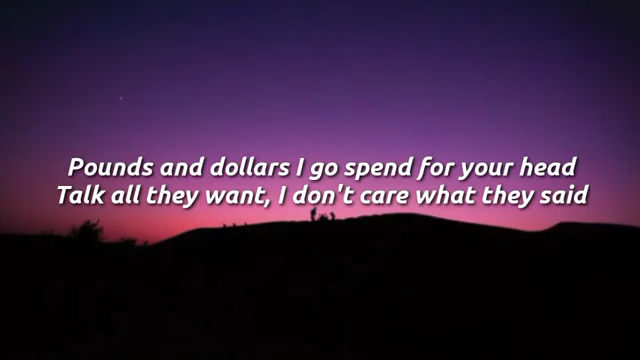 Pounds and dollars I go spend for your head
Talk all they want, I don't care what they said